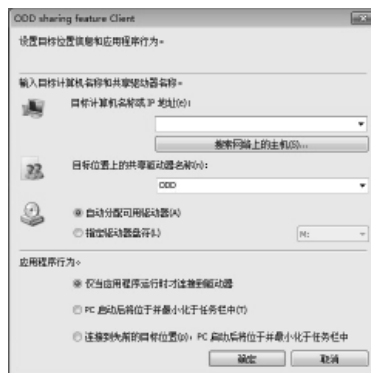 ODD sharing feature Client
设置目标位置信息和应用程序行为。
输入目标计算机名称和共享驱动器名称。
目标计算机名称或 IP 地址(e):
搜索网络上的主机(S)...
目标位置上的共享驱动器名称(n):
ODD
自动分配可用驱动器(A)
指定驱动器盘符(L)
M:
应用程序行为。
仅当应用程序运行时才连接到驱动器
PC 启动后将位于并最小化于任务栏中(T)
连接到先前的目标位置(p)，PC 启动后将位于并最小化于任务栏中
确定
取消